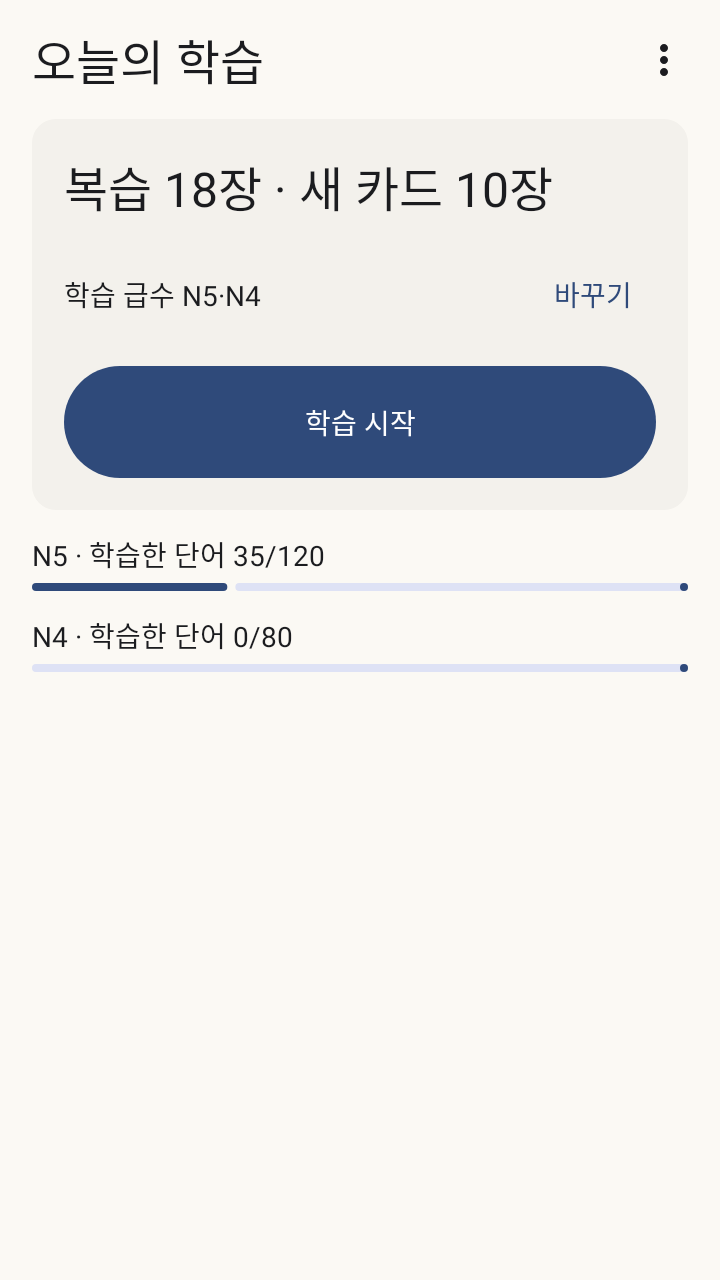 오늘의 학습
복습 18장 · 새 카드 10장
학습 급수 N5·N4
바꾸기
학습 시작
N5 · 학습한 단어 35/120
N4 · 학습한 단어 0/80